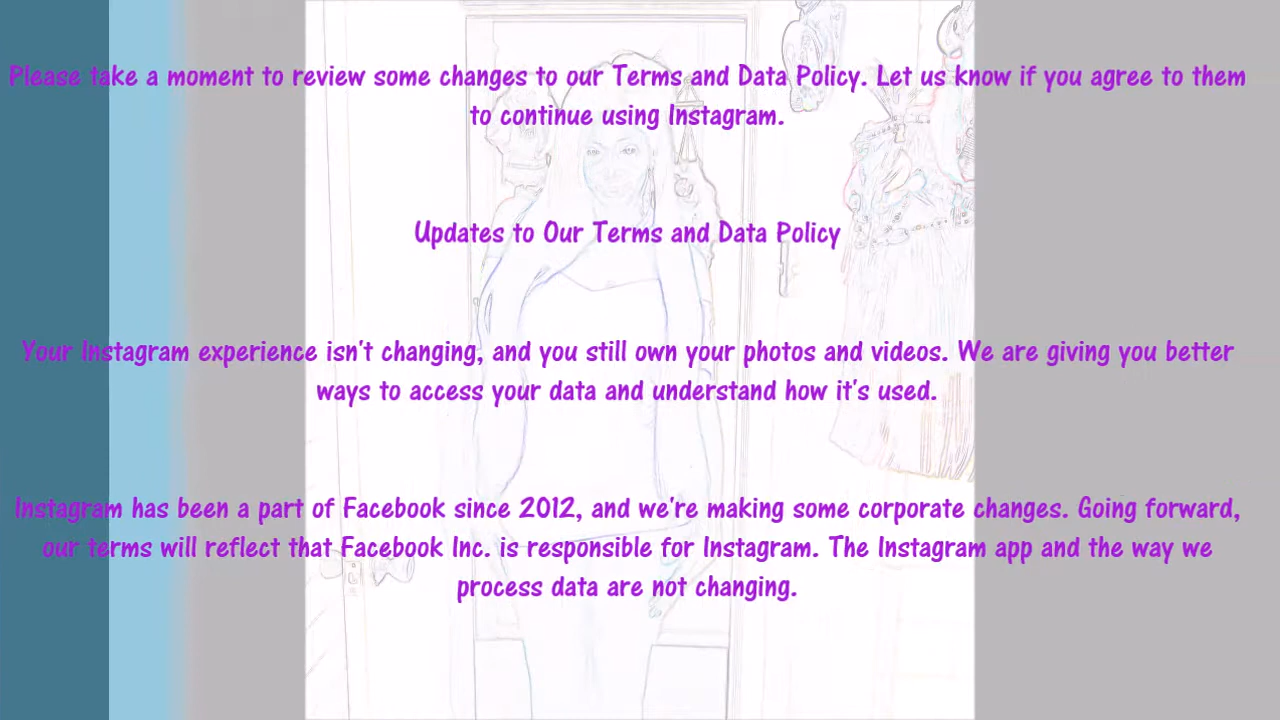 Please take a moment to review some changes to our Terms and Data Policy. Let us know if you agree to them
to continue using Instagram.
Updates to Our Terms and Data Policy
Your Instagram experience isn't changing, and you still own your photos and videos. We are giving you better
ways to access your data and understand how it's used.
Instagram has been a part of Facebook since 2012, and we're making some corporate changes. Going forward,
our terms will reflect that Facebook Inc. is responsible for Instagram. The Instagram app and the way we
process data are not changing.